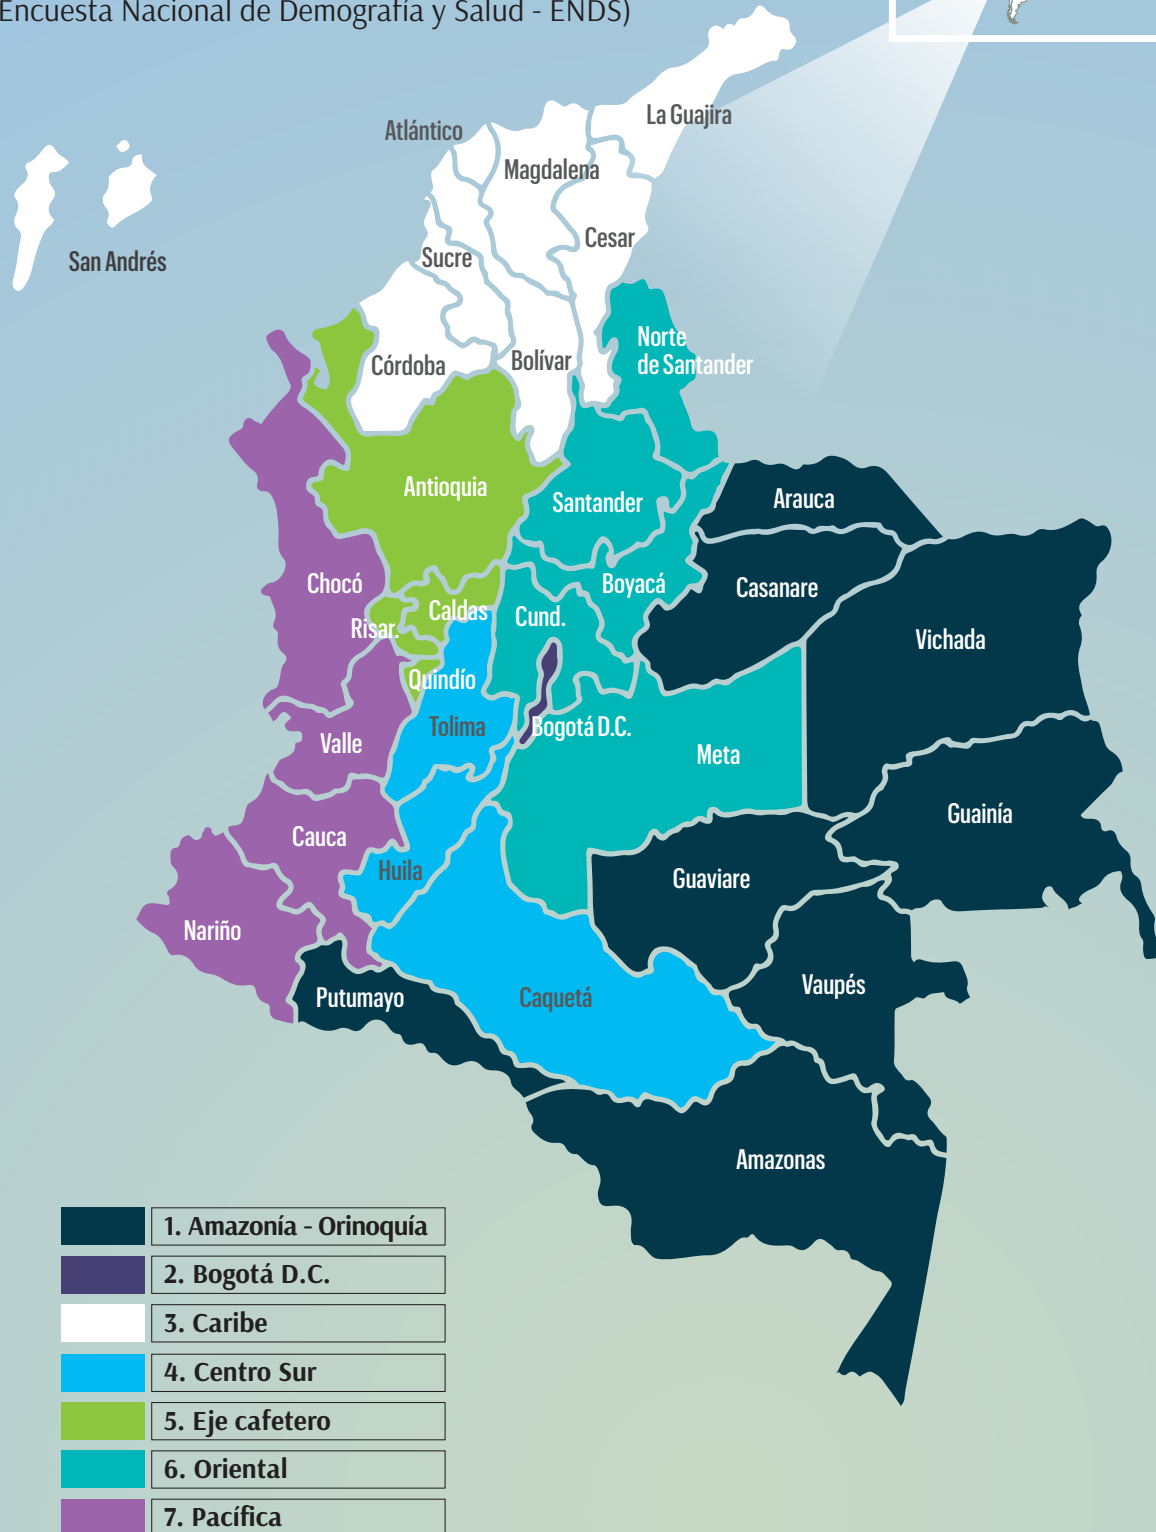 Encuesta Nacional de Demografía y Salud - ENDS)
La Guajira
Atlántico
Magdalena
Cesar
San Andrés
Sucre
Norte
de Santander
Córdoba
Bolívar
Antioquia
Santander
Arauca
Chocó
Boyacá
Casanare
Caldas
Cund.
Risar.
Vichada
Quindío
Tolima
Bogotá D.C.
Valle
Meta
Guainía
Cauca
Huila
Guaviare
Nariño
Vaupés
Putumayo
Caquetá
Amazonas
1. Amazonía - Orinoquía
2. Bogotá D.C.
3. Caribe
4. Centro Sur
5. Eje cafetero
6. Oriental
7. Pacífica